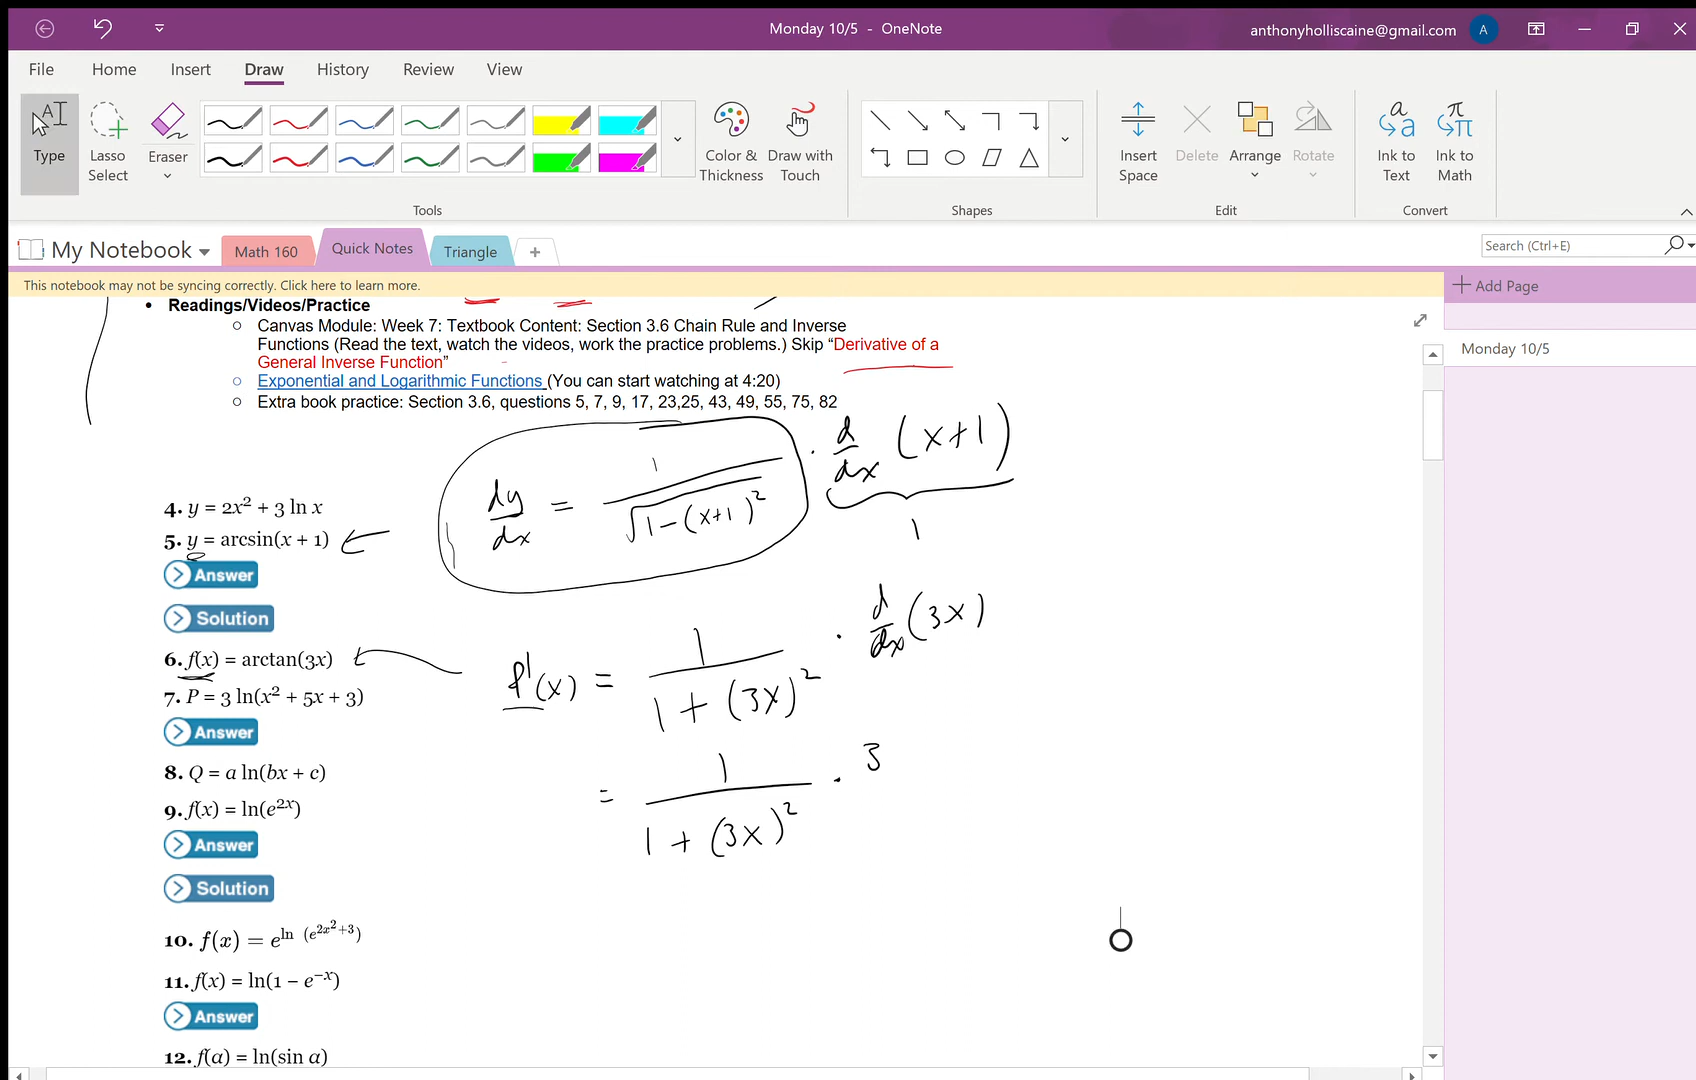 Monday 10/5 - OneNote
anthonyholliscaine@gmail.com A
File Home Insert Draw History Review View
Type
Lasso Select
Eraser
Color & Thickness
Draw with Touch
Insert Space
Delete
Arrange
Rotate
Ink to Text
Ink to Math
Tools Shapes Edit Convert
My Notebook Math 160 Quick Notes Triangle +
Search (Ctrl+E)
This notebook may not be syncing correctly. Click here to learn more.
Add Page
Monday 10/5
• Readings/Videos/Practice
o Canvas Module: Week 7: Textbook Content: Section 3.6 Chain Rule and Inverse
Functions (Read the text, watch the videos, work the practice problems.) Skip “Derivative of a
General Inverse Function”
o Exponential and Logarithmic Functions (You can start watching at 4:20)
o Extra book practice: Section 3.6, questions 5, 7, 9, 17, 23,25, 43, 49, 55, 75, 82
dy/dx = 1/√(1-(x+1)²) · d/dx (x+1)
1
4. y = 2x² + 3 ln x
5. y = arcsin(x + 1)
Answer
Solution
6. f(x) = arctan(3x)
f'(x) = 1/(1 + (3x)²) · d/dx (3x)
7. P = 3 ln(x² + 5x + 3)
Answer
= 1/(1 + (3x)²) · 3
8. Q = a ln(bx + c)
9. f(x) = ln(e²ˣ)
Answer
Solution
10. f(x) = e^ln (e^2x²+3)
11. f(x) = ln(1 − e⁻ˣ)
Answer
12. f(α) = ln(sin α)